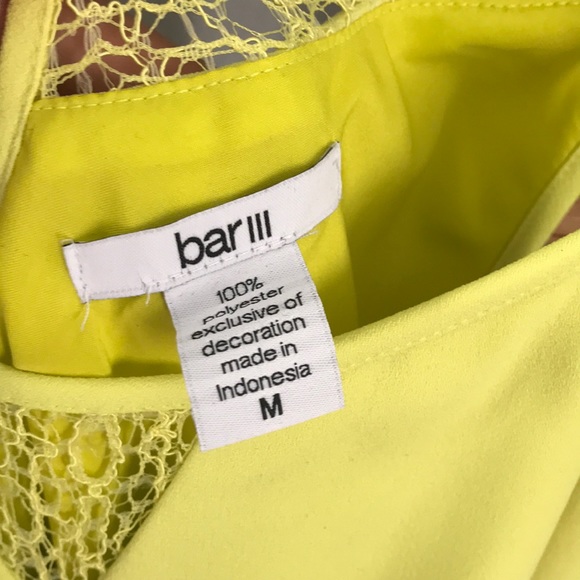 bar III
100%
polyester
exclusive of
decoration
made in
Indonesia
M